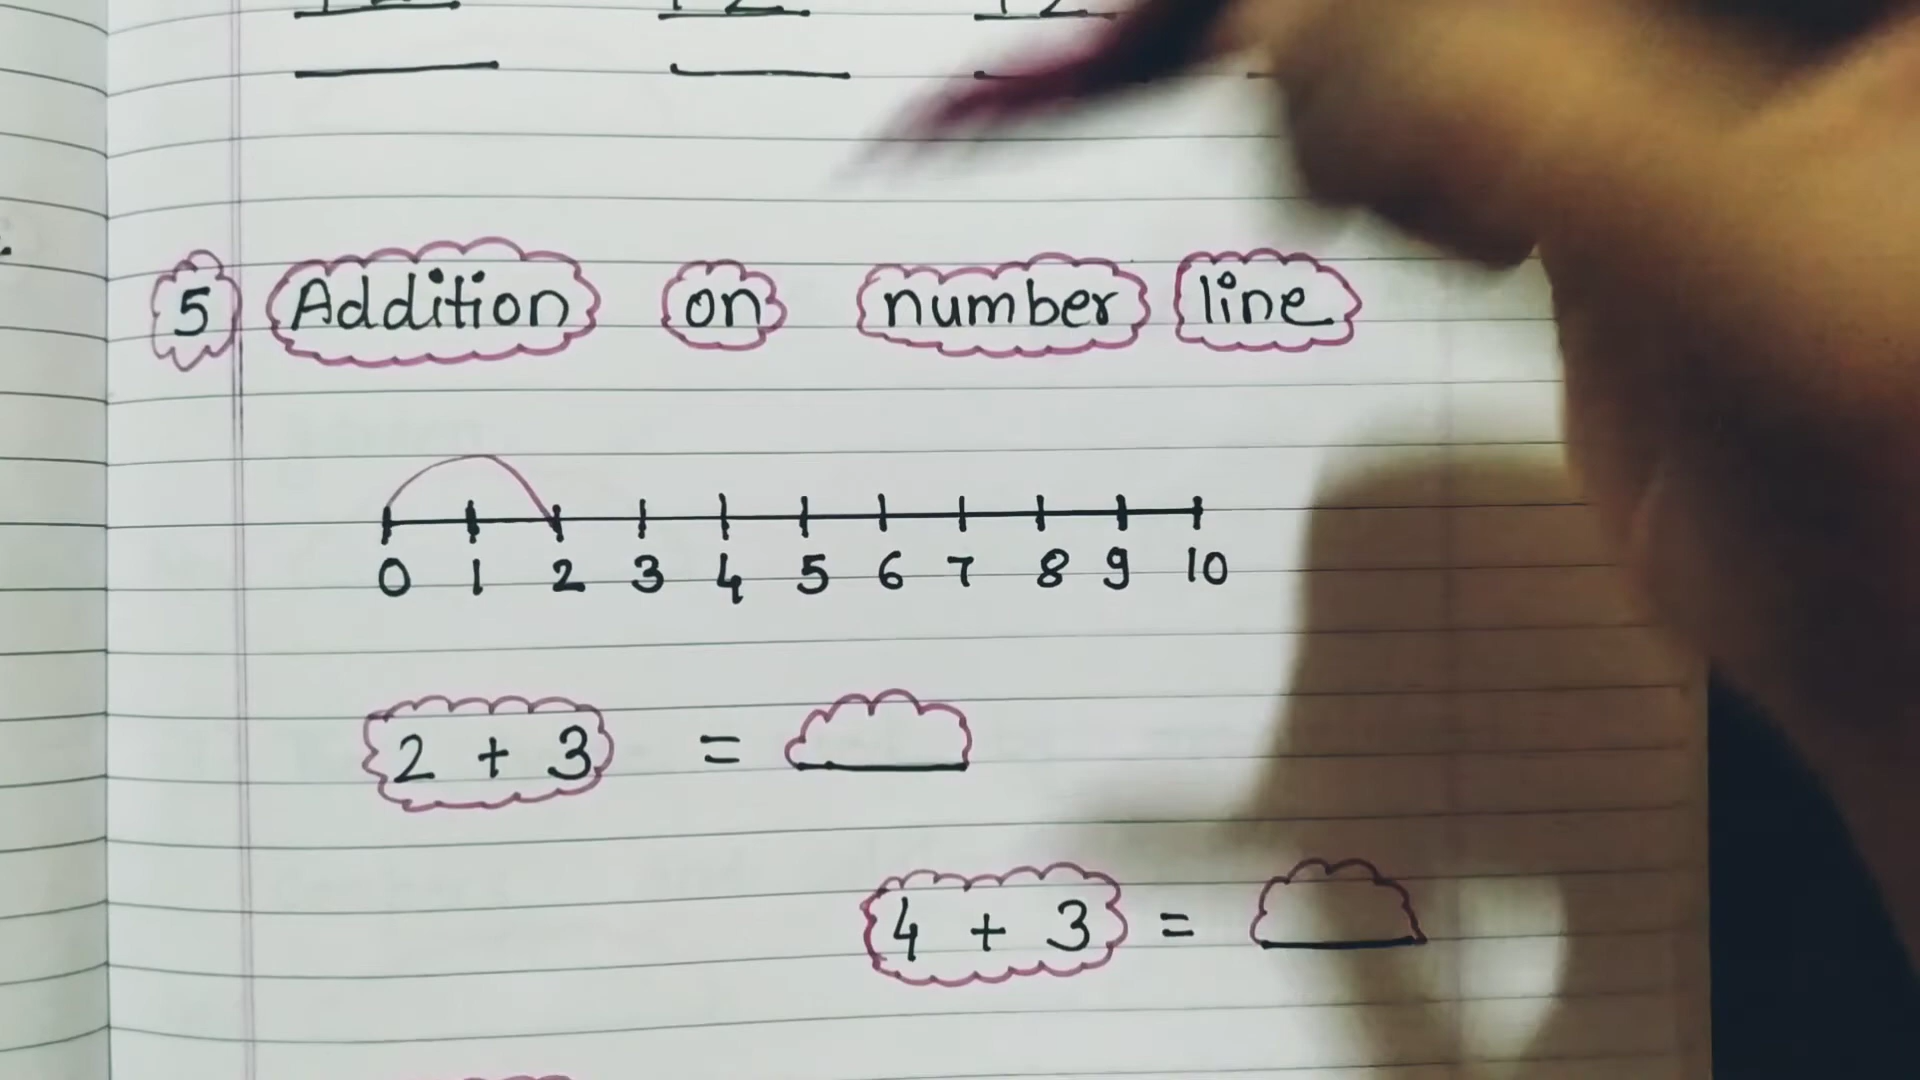 5 Addition on number line
0 1 2 3 4 5 6 7 8 9 10
2 + 3 =
4 + 3 =